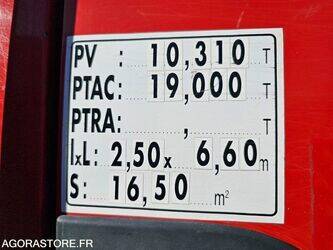 PV : 10,310 T
PTAC: 19,000 T
PTRA: , T
lxL: 2,50x 6,60m
S: 16,50 m²
AGORASTORE.FR